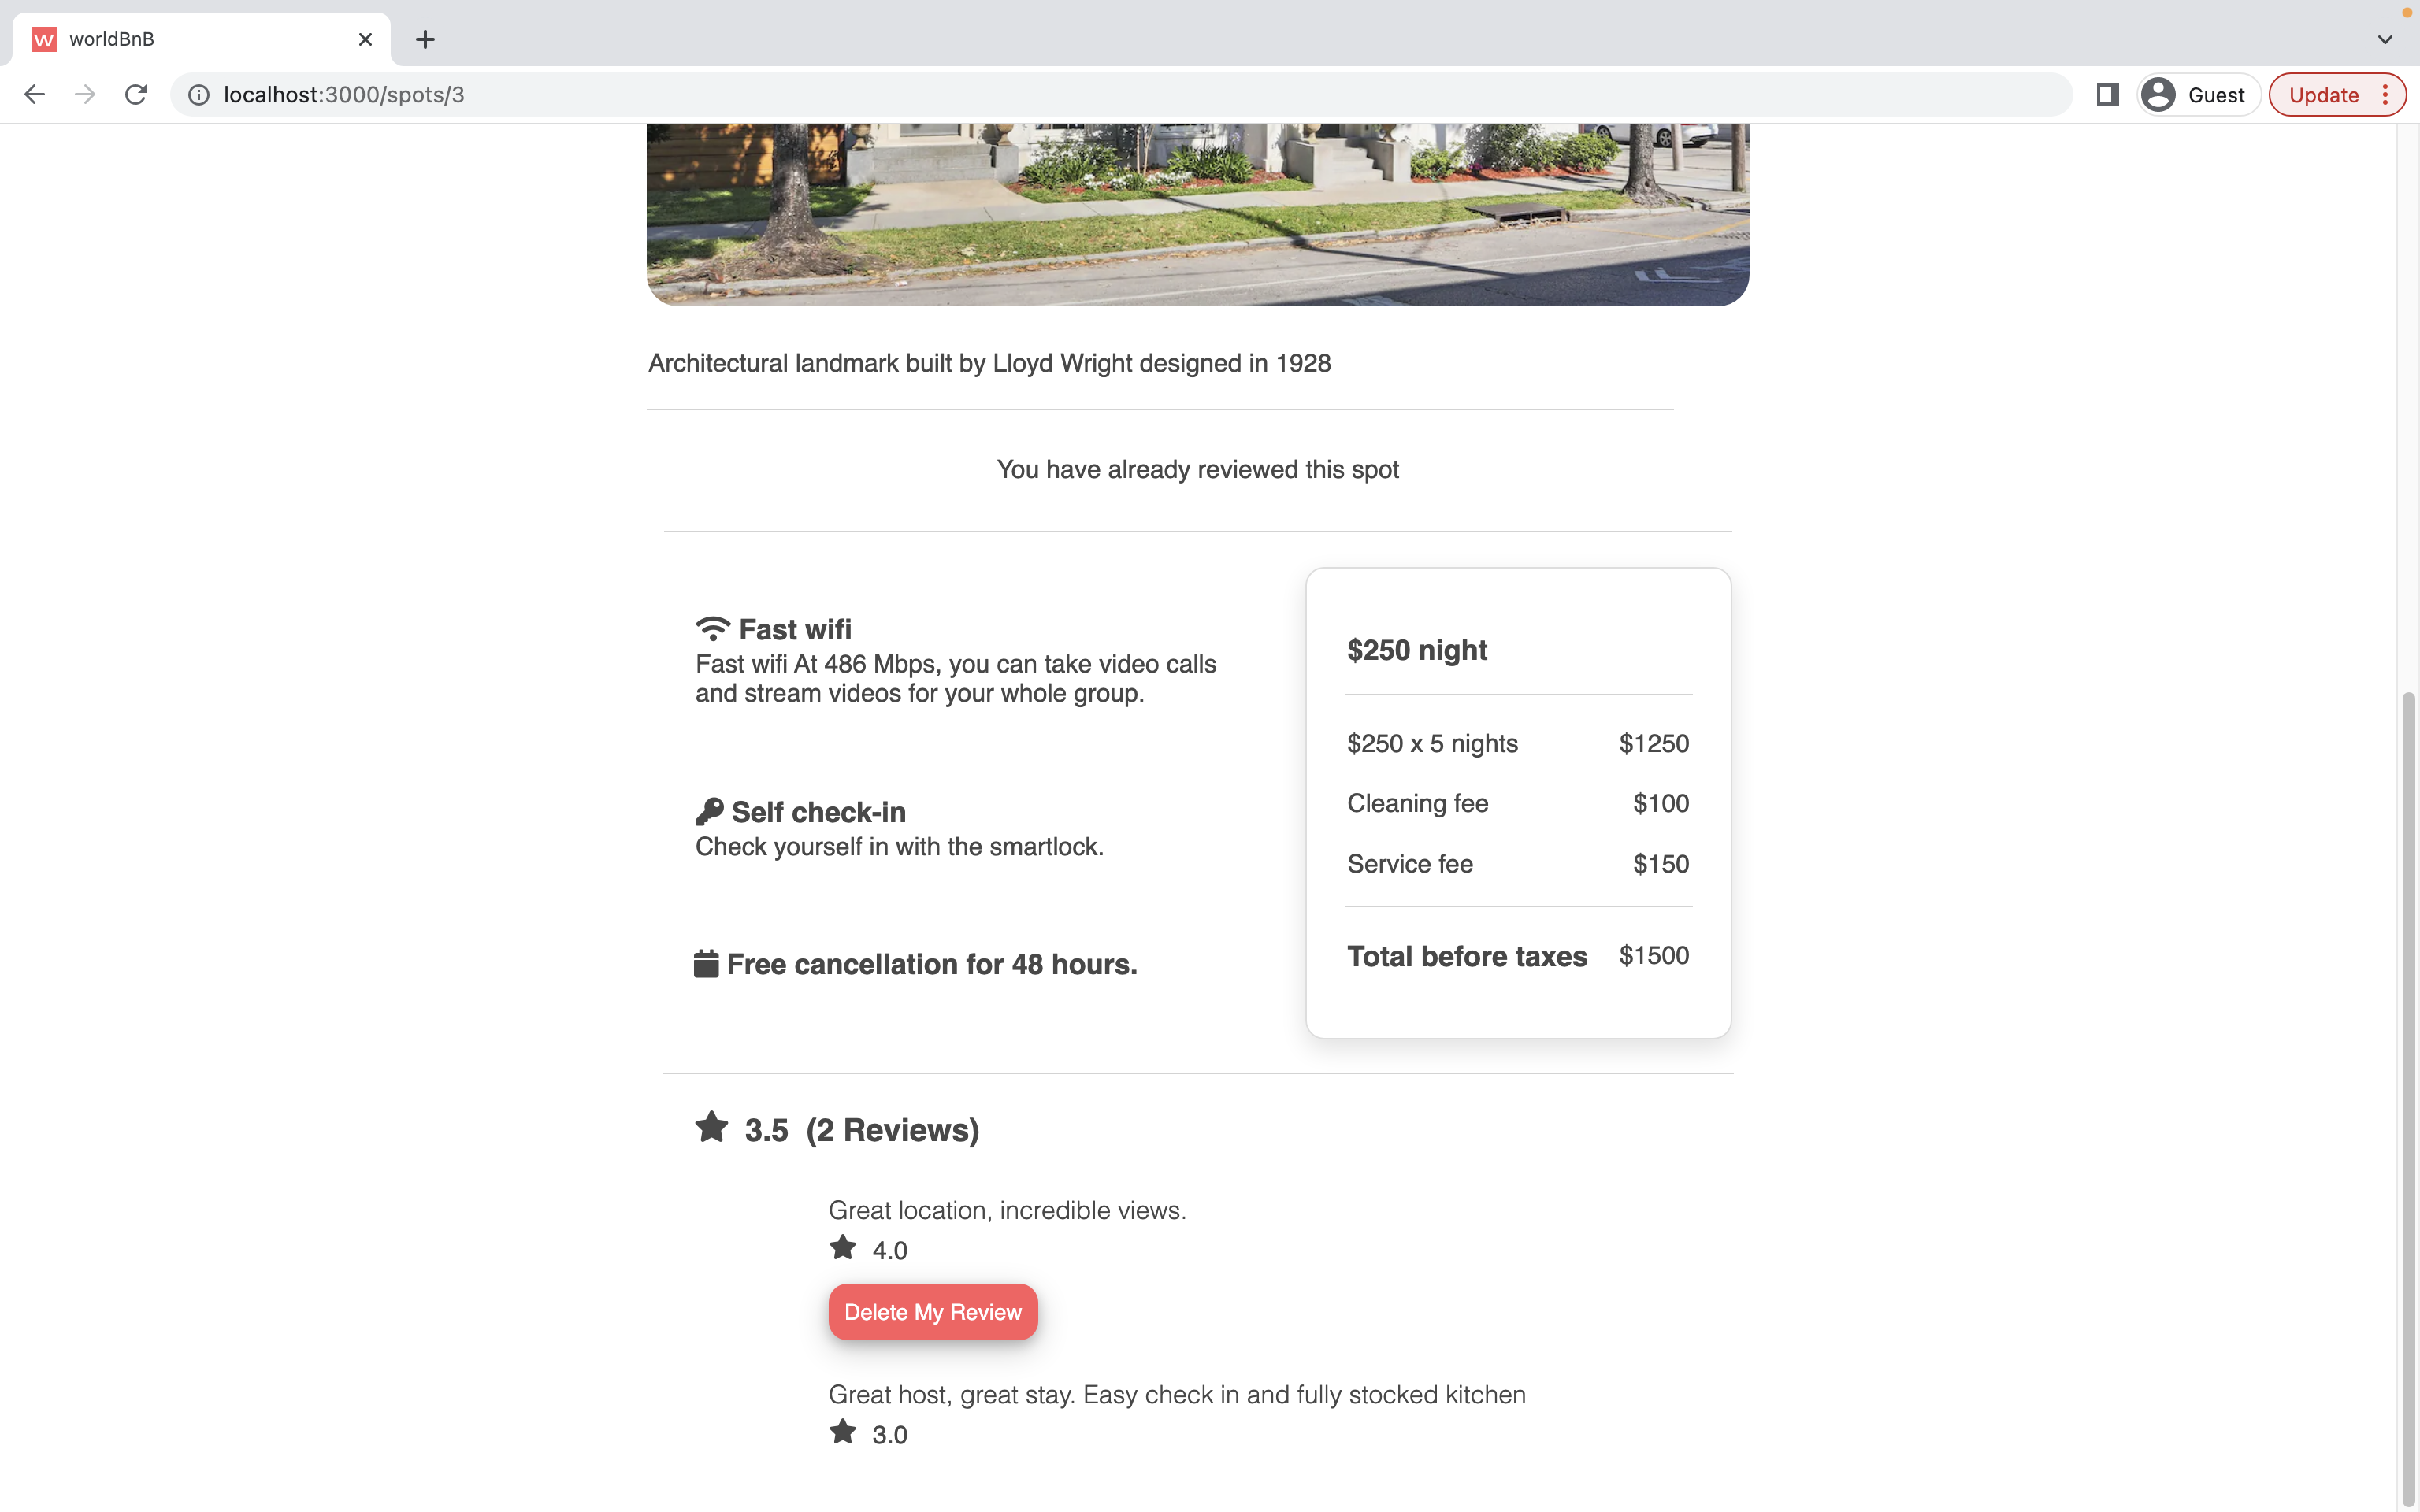 W worldBnB
localhost:3000/spots/3
Guest
Update
Architectural landmark built by Lloyd Wright designed in 1928
You have already reviewed this spot
Fast wifi
Fast wifi At 486 Mbps, you can take video calls
and stream videos for your whole group.
Self check-in
Check yourself in with the smartlock.
Free cancellation for 48 hours.
$250 night
$250 x 5 nights $1250
Cleaning fee $100
Service fee $150
Total before taxes $1500
3.5 (2 Reviews)
Great location, incredible views.
4.0
Delete My Review
Great host, great stay. Easy check in and fully stocked kitchen
3.0